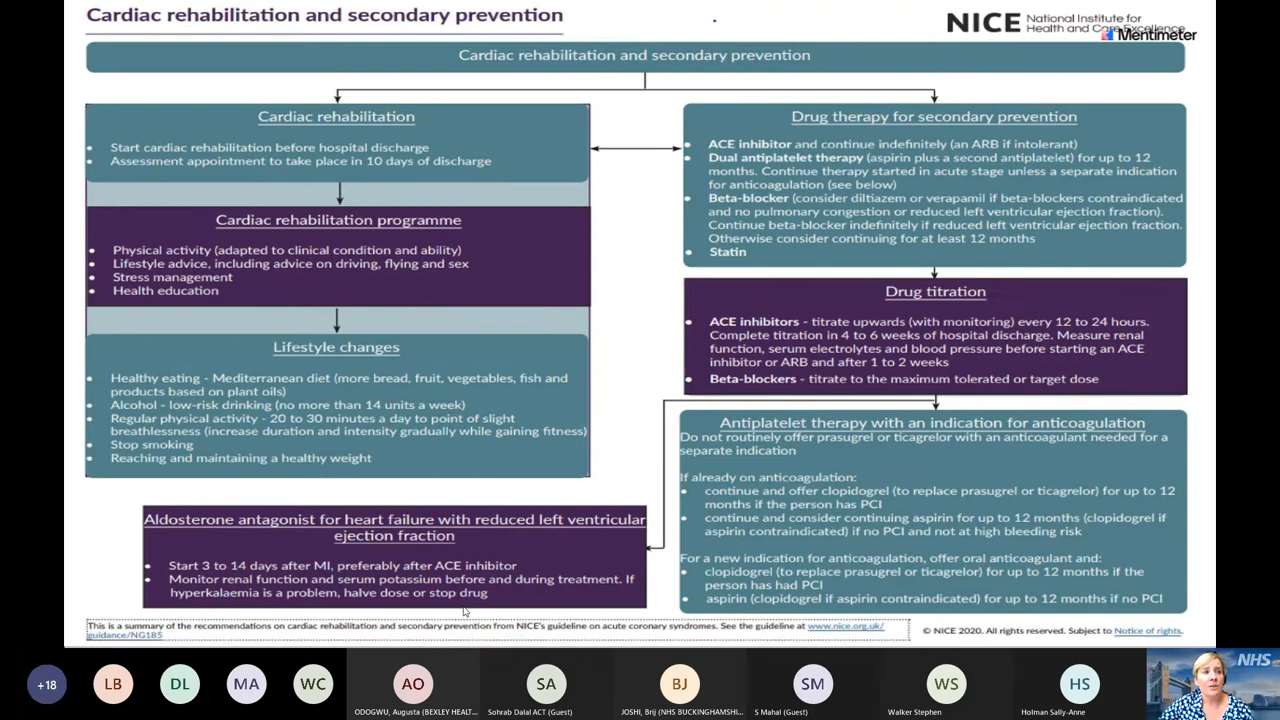 Cardiac rehabilitation and secondary prevention
NICE National Institute for
Health and Care Excellence
Mentimeter
Cardiac rehabilitation and secondary prevention
Cardiac rehabilitation
• Start cardiac rehabilitation before hospital discharge
• Assessment appointment to take place in 10 days of discharge
Cardiac rehabilitation programme
• Physical activity (adapted to clinical condition and ability)
• Lifestyle advice, including advice on driving, flying and sex
• Stress management
• Health education
Lifestyle changes
• Healthy eating - Mediterranean diet (more bread, fruit, vegetables, fish and
products based on plant oils)
• Alcohol - low-risk drinking (no more than 14 units a week)
• Regular physical activity - 20 to 30 minutes a day to point of slight
breathlessness (increase duration and intensity gradually while gaining fitness)
• Stop smoking
• Reaching and maintaining a healthy weight
Drug therapy for secondary prevention
• ACE inhibitor and continue indefinitely (an ARB if intolerant)
• Dual antiplatelet therapy (aspirin plus a second antiplatelet) for up to 12
months. Continue therapy started in acute stage unless a separate indication
for anticoagulation (see below)
• Beta-blocker (consider diltiazem or verapamil if beta-blockers contraindicated
and no pulmonary congestion or reduced left ventricular ejection fraction).
Continue beta-blocker indefinitely if reduced left ventricular ejection fraction.
Otherwise consider continuing for at least 12 months
• Statin
Drug titration
• ACE inhibitors - titrate upwards (with monitoring) every 12 to 24 hours.
Complete titration in 4 to 6 weeks of hospital discharge. Measure renal
function, serum electrolytes and blood pressure before starting an ACE
inhibitor or ARB and after 1 to 2 weeks
• Beta-blockers - titrate to the maximum tolerated or target dose
Antiplatelet therapy with an indication for anticoagulation
Do not routinely offer prasugrel or ticagrelor with an anticoagulant needed for a
separate indication
If already on anticoagulation:
• continue and offer clopidogrel (to replace prasugrel or ticagrelor) for up to 12
months if the person has PCI
• continue and consider continuing aspirin for up to 12 months (clopidogrel if
aspirin contraindicated) if no PCI and not at high bleeding risk
For a new indication for anticoagulation, offer oral anticoagulant and:
• clopidogrel (to replace prasugrel or ticagrelor) for up to 12 months if the
person has had PCI
• aspirin (clopidogrel if aspirin contraindicated) for up to 12 months if no PCI
Aldosterone antagonist for heart failure with reduced left ventricular
ejection fraction
• Start 3 to 14 days after MI, preferably after ACE inhibitor
• Monitor renal function and serum potassium before and during treatment. If
hyperkalaemia is a problem, halve dose or stop drug
This is a summary of the recommendations on cardiac rehabilitation and secondary prevention from NICE's guideline on acute coronary syndromes. See the guideline at www.nice.org.uk/
guidance/NG185
© NICE 2020. All rights reserved. Subject to Notice of rights.
+18 LB DL MA WC AO SA BJ SM WS HS NHS
ODOGWU, Augusta (BEXLEY HEALT... Sohrab Dalal ACT (Guest) JOSHI, Brij (NHS BUCKINGHAMSHI... S Mahal (Guest) Walker Stephen Holman Sally-Anne